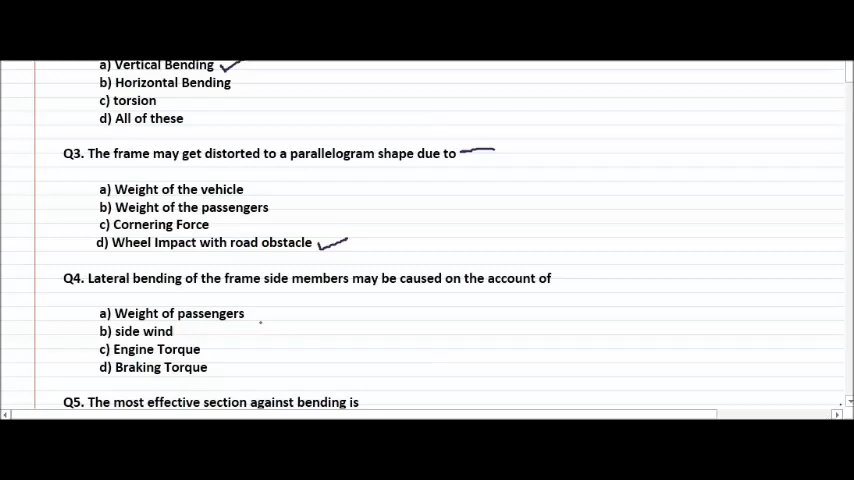 a) Vertical Bending
b) Horizontal Bending
c) torsion
d) All of these
Q3. The frame may get distorted to a parallelogram shape due to
a) Weight of the vehicle
b) Weight of the passengers
c) Cornering Force
d) Wheel Impact with road obstacle
Q4. Lateral bending of the frame side members may be caused on the account of
a) Weight of passengers
b) side wind
c) Engine Torque
d) Braking Torque
Q5. The most effective section against bending is